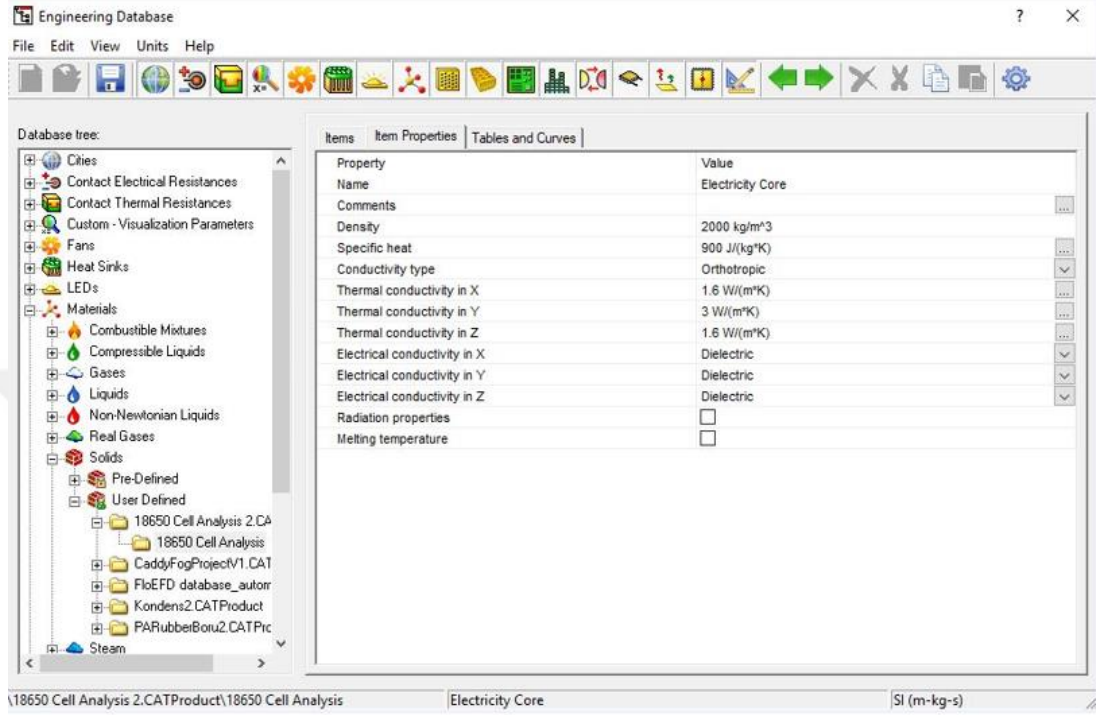 Engineering Database ? ×
File Edit View Units Help
Database tree:
Cities
Contact Electrical Resistances
Contact Thermal Resistances
Custom - Visualization Parameters
Fans
Heat Sinks
LEDs
Materials
Combustible Mixtures
Compressible Liquids
Gases
Liquids
Non-Newtonian Liquids
Real Gases
Solids
Pre-Defined
User Defined
18650 Cell Analysis 2.CA
18650 Cell Analysis
CaddyFogProjectV1.CAT
FloEFD database_autom
Kondens2.CATProduct
PARubberBoru2.CATPrc
Steam
Items Item Properties Tables and Curves
Property Value
Name Electricity Core
Comments ...
Density 2000 kg/m^3
Specific heat 900 J/(kg*K) ...
Conductivity type Orthotropic
Thermal conductivity in X 1.6 W/(m*K) ...
Thermal conductivity in Y 3 W/(m*K) ...
Thermal conductivity in Z 1.6 W/(m*K) ...
Electrical conductivity in X Dielectric
Electrical conductivity in Y Dielectric
Electrical conductivity in Z Dielectric
Radiation properties
Melting temperature
\18650 Cell Analysis 2.CATProduct\18650 Cell Analysis Electricity Core SI (m-kg-s)